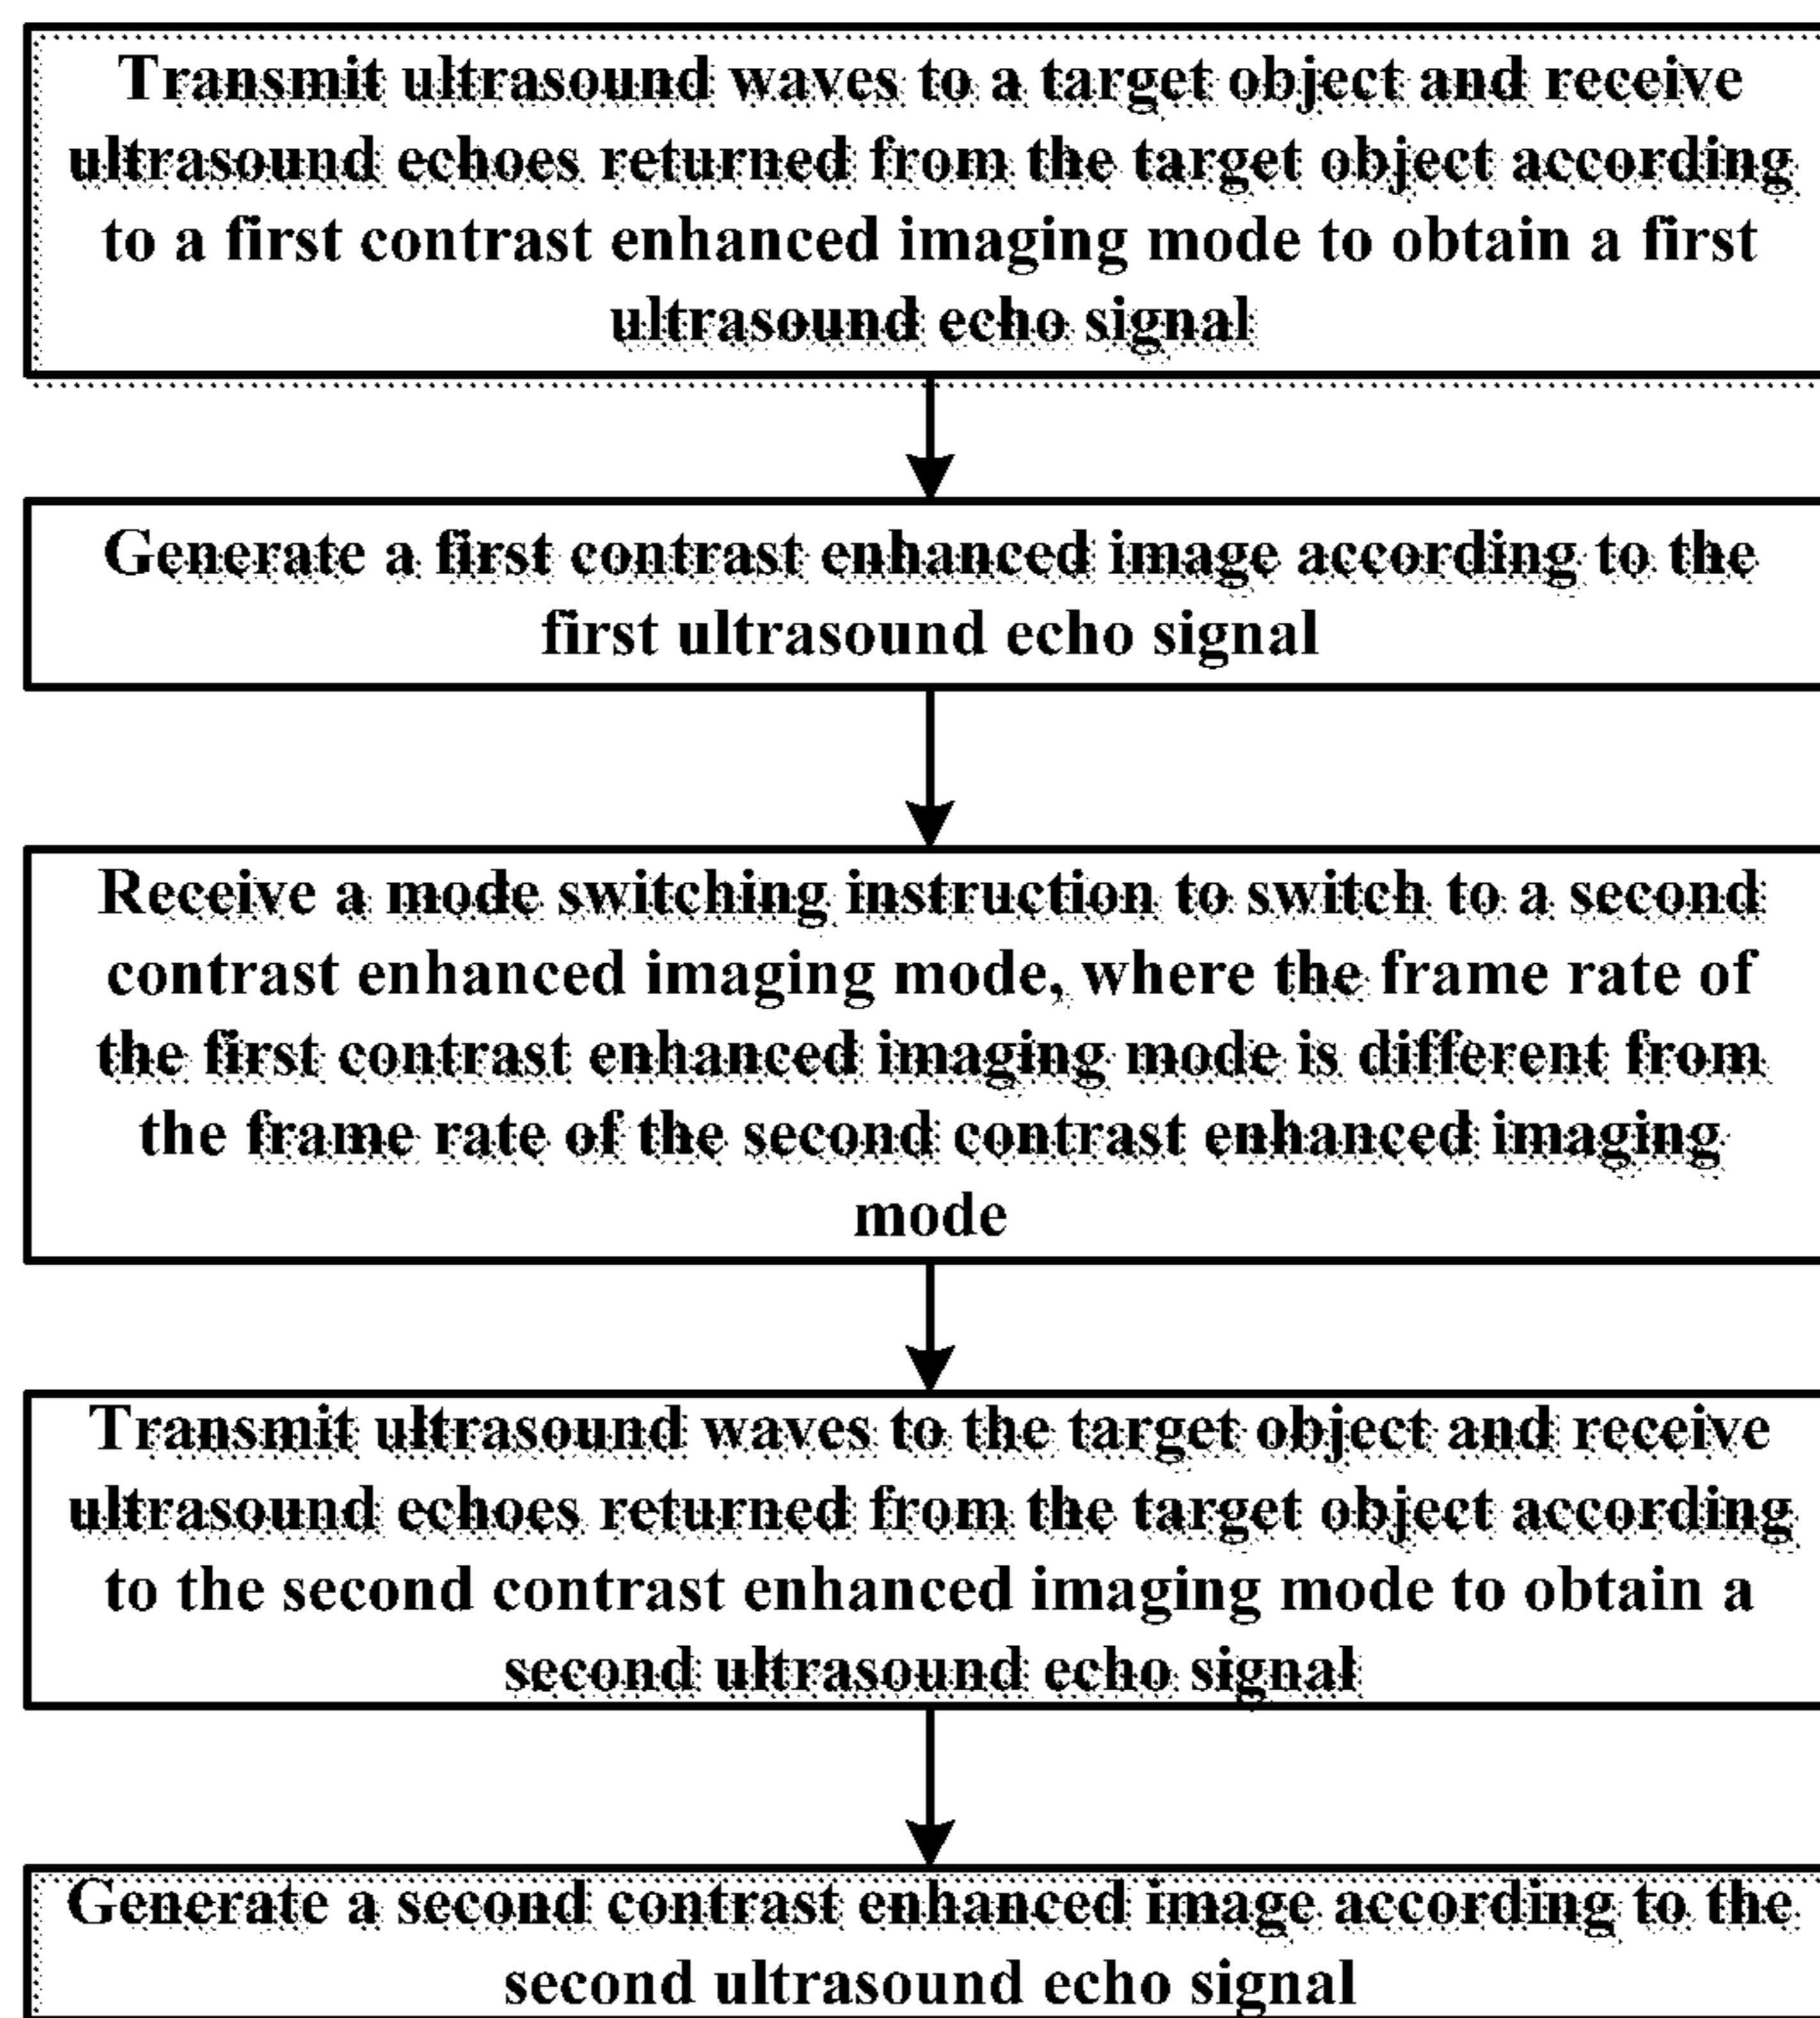 Transmit ultrasound waves to a target object and receive
ultrasound echoes returned from the target object according
to a first contrast enhanced imaging mode to obtain a first
ultrasound echo signal
Generate a first contrast enhanced image according to the
first ultrasound echo signal
Receive a mode switching instruction to switch to a second
contrast enhanced imaging mode, where the frame rate of
the first contrast enhanced imaging mode is different from
the frame rate of the second contrast enhanced imaging
mode
Transmit ultrasound waves to the target object and receive
ultrasound echoes returned from the target object according
to the second contrast enhanced imaging mode to obtain a
second ultrasound echo signal
Generate a second contrast enhanced image according to the
second ultrasound echo signal